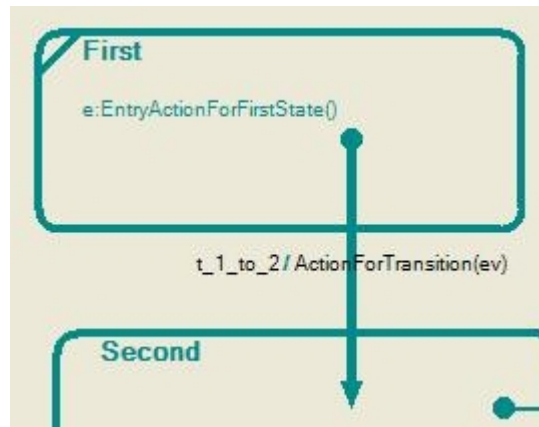 First
e:EntryActionForFirstState()
t_1_to_2/ActionForTransition(ev)
Second